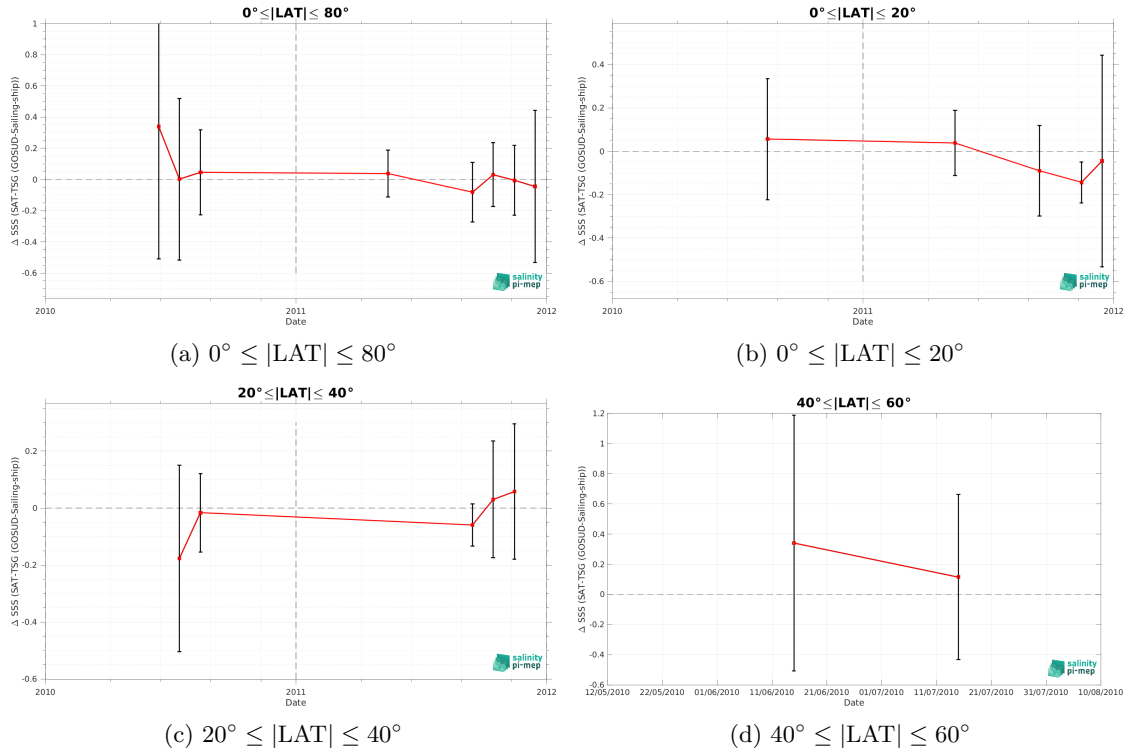 0°≤|LAT|≤ 80°
1
0.8
0.6
0.4
0.2
0
-0.2
-0.4
-0.6
Δ SSS (SAT-TSG (GOSUD-Sailing-ship))
2010
2011
2012
Date
salinity
pi-mep
(a) 0° ≤ |LAT| ≤ 80°
0°≤|LAT|≤ 20°
0.4
0.2
0
-0.2
-0.4
-0.6
Δ SSS (SAT-TSG (GOSUD-Sailing-ship))
2010
2011
2012
Date
salinity
pi-mep
(b) 0° ≤ |LAT| ≤ 20°
20°≤|LAT|≤ 40°
0.2
0
-0.2
-0.4
-0.6
Δ SSS (SAT-TSG (GOSUD-Sailing-ship))
2010
2011
2012
Date
salinity
pi-mep
(c) 20° ≤ |LAT| ≤ 40°
40°≤|LAT|≤ 60°
1.2
1
0.8
0.6
0.4
0.2
0
-0.2
-0.4
-0.6
Δ SSS (SAT-TSG (GOSUD-Sailing-ship))
12/05/2010 22/05/2010 01/06/2010 11/06/2010 21/06/2010 01/07/2010 11/07/2010 21/07/2010 31/07/2010 10/08/2010
Date
salinity
pi-mep
(d) 40° ≤ |LAT| ≤ 60°